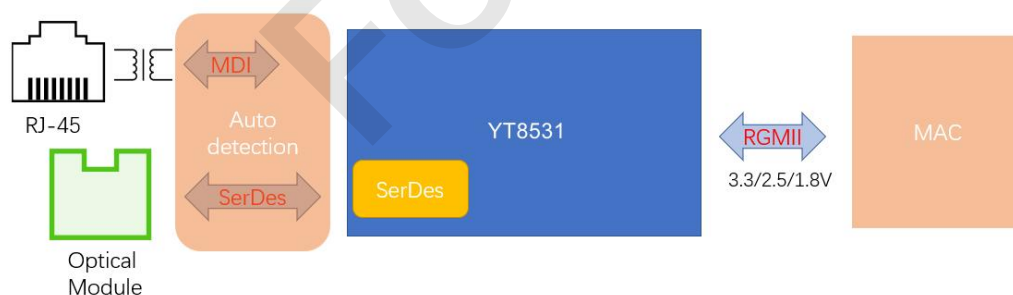 RJ-45
Optical
Module
MDI
Auto
detection
SerDes
YT8531
SerDes
RGMII
3.3/2.5/1.8V
MAC